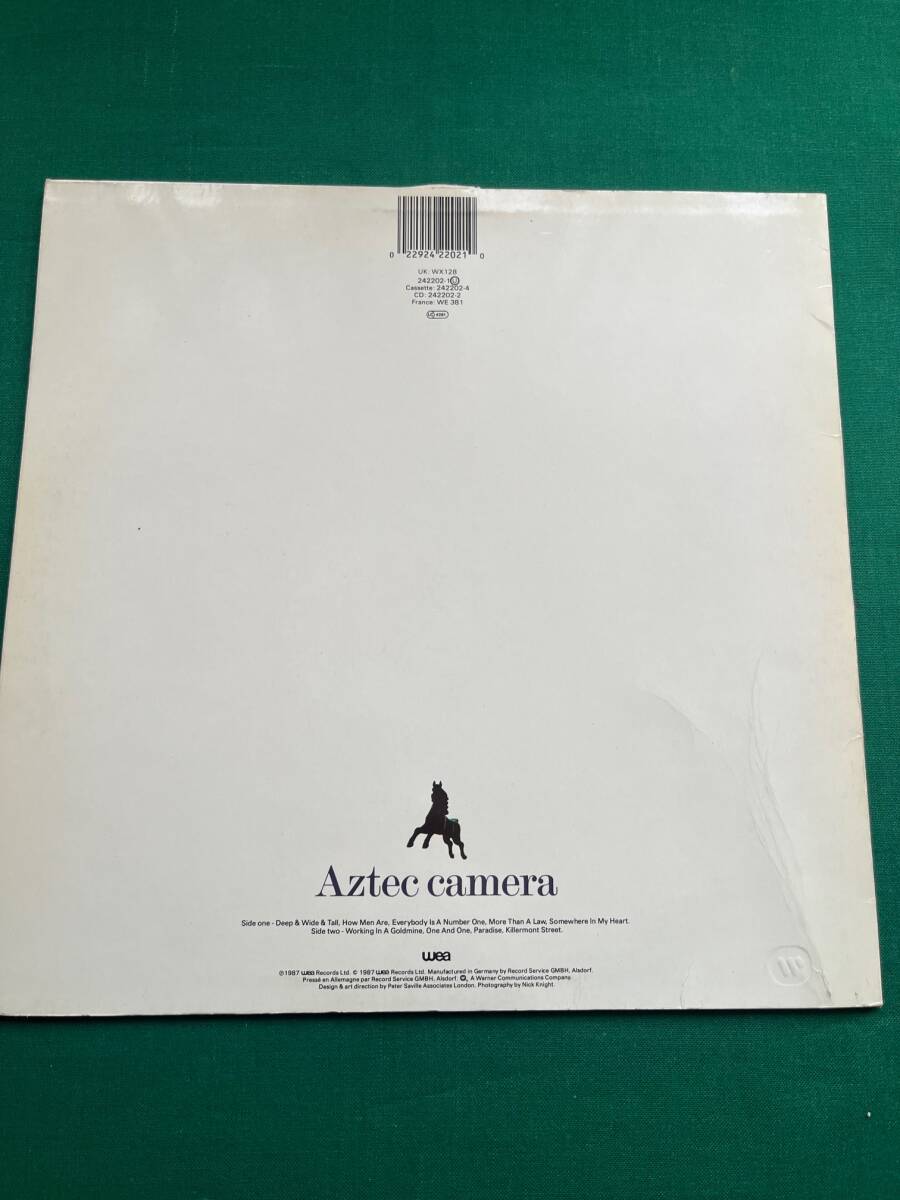 0 22924 22021 0
UK: WX128
242202-1 U
Cassette: 242202-4
CD: 242202-2
France: WE 381
LC 4281
Aztec camera
Side one - Deep & Wide & Tall, How Men Are, Everybody Is A Number One, More Than A Law, Somewhere In My Heart.
Side two - Working In A Goldmine, One And One, Paradise, Killermont Street.
wea
℗1987 wea Records Ltd. © 1987 wea Records Ltd. Manufactured in Germany by Record Service GMBH, Alsdorf.
Pressé en Allemagne par Record Service GMBH, Alsdorf. W, A Warner Communications Company.
Design & art direction by Peter Saville Associates London. Photography by Nick Knight.